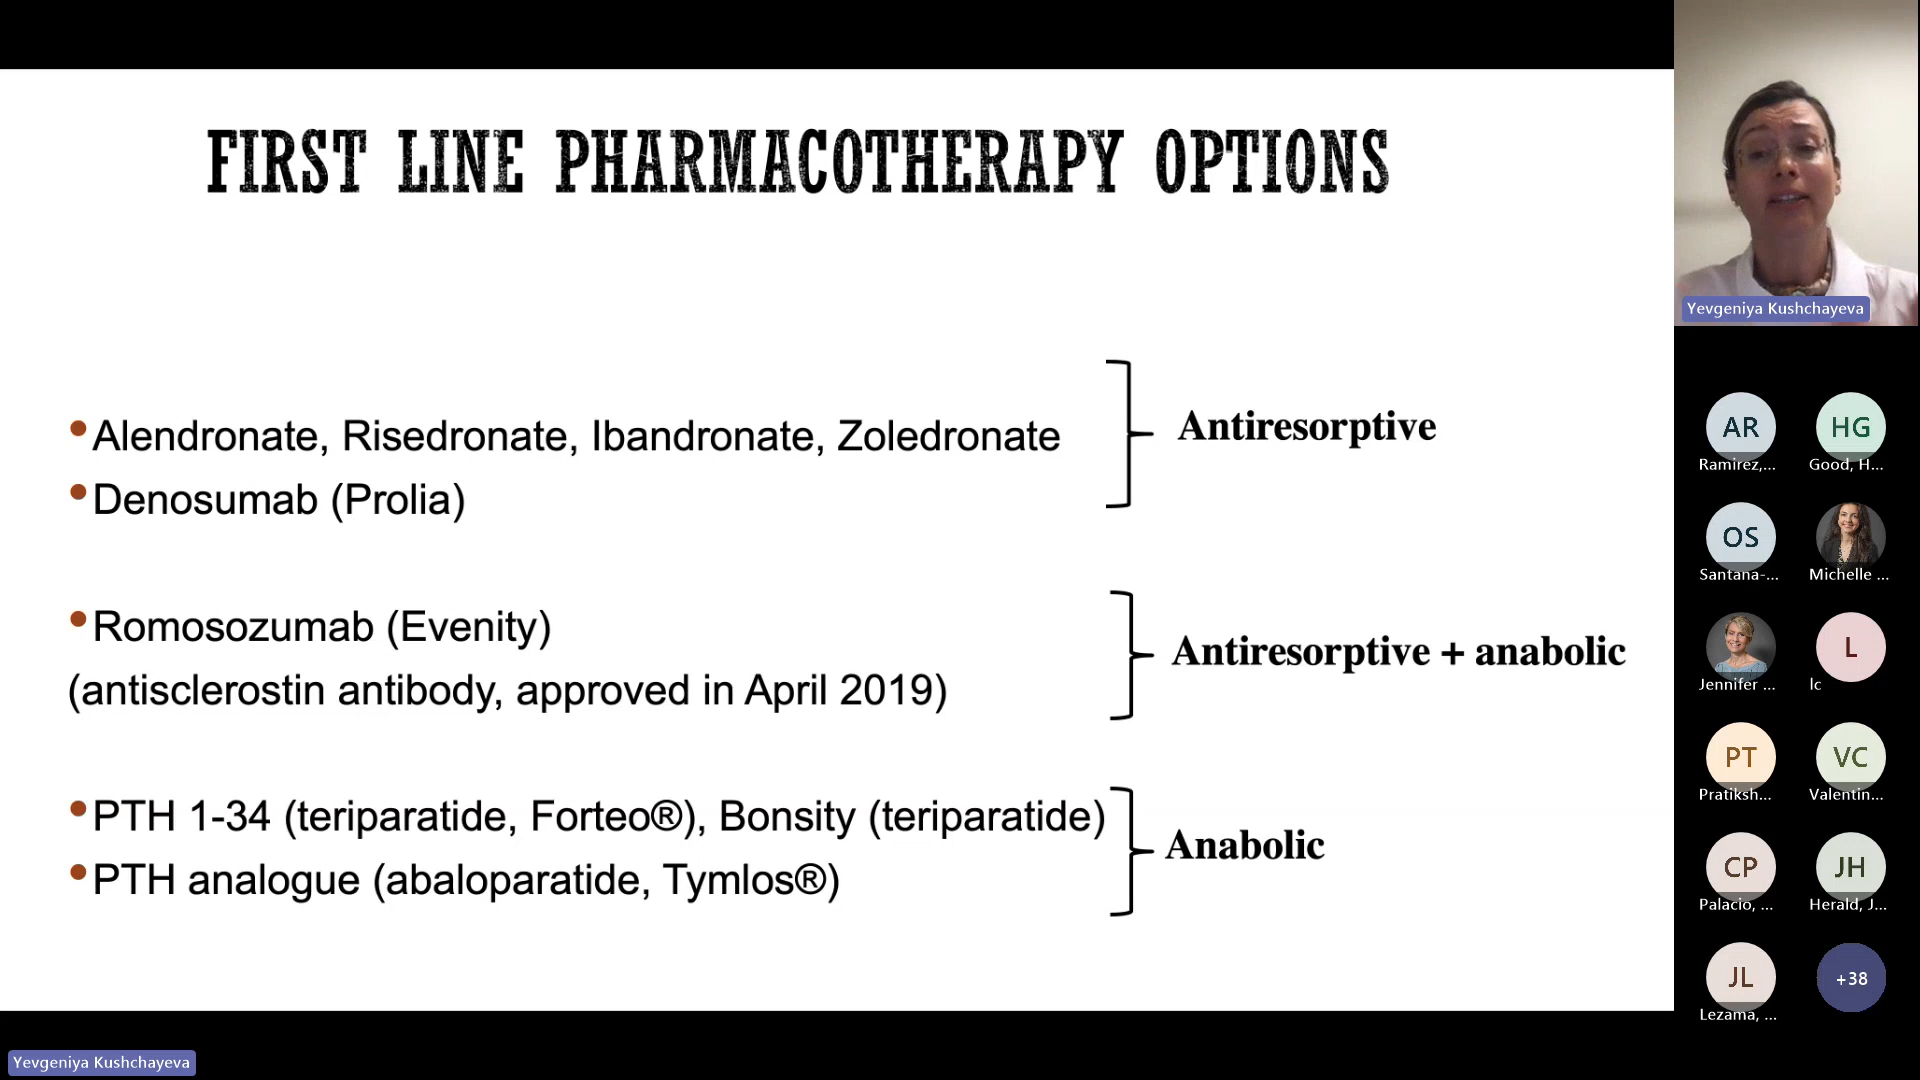 FIRST LINE PHARMACOTHERAPY OPTIONS
•Alendronate, Risedronate, Ibandronate, Zoledronate
•Denosumab (Prolia)
Antiresorptive
•Romosozumab (Evenity)
(antisclerostin antibody, approved in April 2019)
Antiresorptive + anabolic
•PTH 1-34 (teriparatide, Forteo®), Bonsity (teriparatide)
•PTH analogue (abaloparatide, Tymlos®)
Anabolic
Yevgeniya Kushchayeva
AR
Ramirez,...
HG
Good, H...
OS
Santana-...
Michelle ...
Jennifer ...
L
lc
PT
Pratiksh...
VC
Valentin...
CP
Palacio, ...
JH
Herald, J...
JL
Lezama, ...
+38
Yevgeniya Kushchayeva